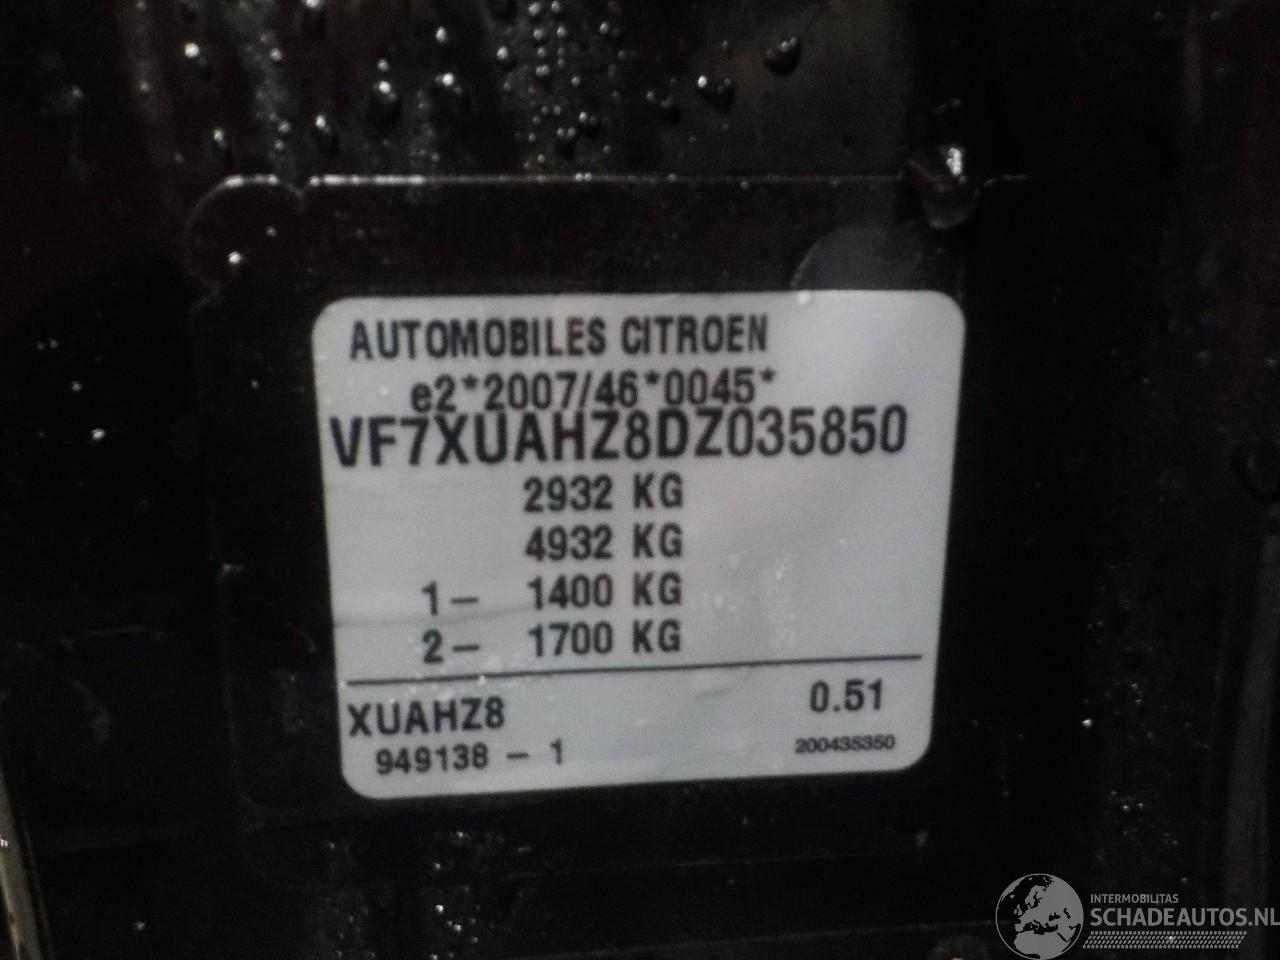 AUTOMOBILES CITROEN
e2*2007/46*0045*
VF7XUAHZ8DZ035850
2932 KG
4932 KG
1- 1400 KG
2- 1700 KG
XUAHZ8 0.51
949138 - 1 200435350
INTERMOBILITAS
SCHADEAUTOS.NL